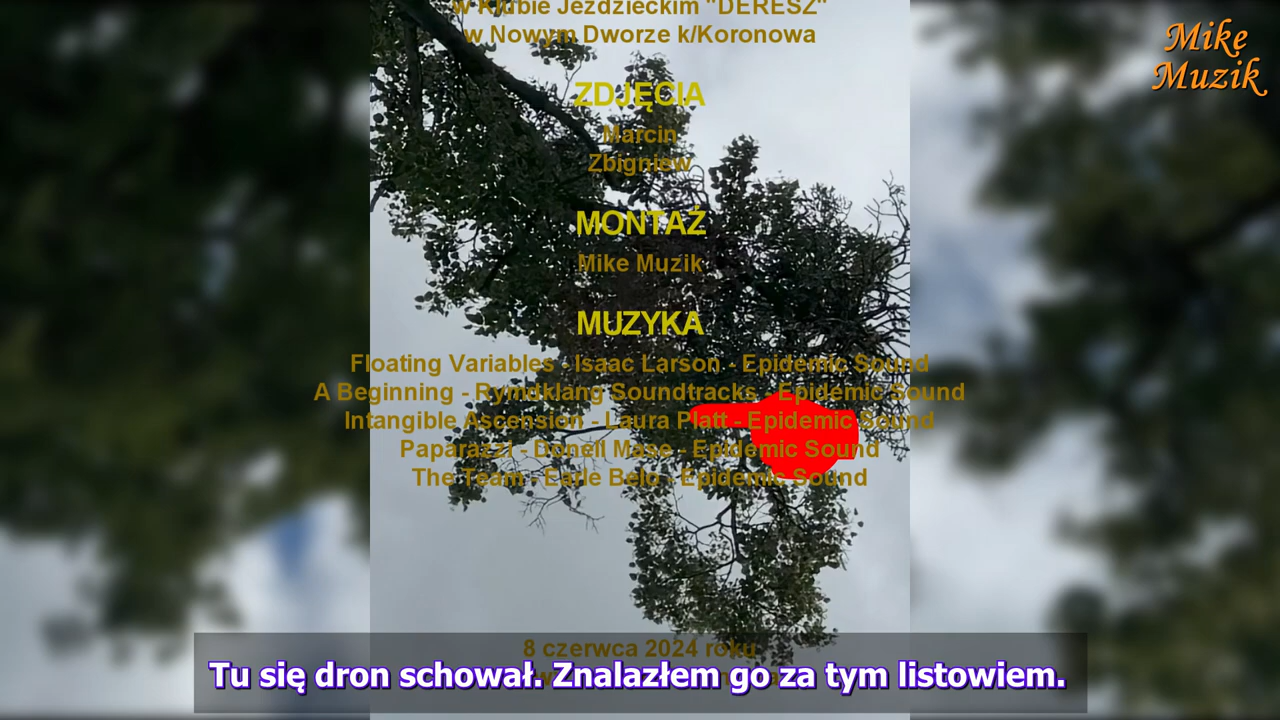 w Klubie Jeździeckim "DERESZ"
w Nowym Dworze k/Koronowa
Mike
Muzik
ZDJĘCIA
Marcin
Zbigniew
MONTAŻ
Mike Muzik
MUZYKA
Floating Variables - Isaac Larson - Epidemic Sound
A Beginning - Rymdklang Soundtracks - Epidemic Sound
Intangible Ascension - Laura Platt - Epidemic Sound
Paparazzi - Donell Mase - Epidemic Sound
The Team - Earle Belo - Epidemic Sound
8 czerwca 2024 roku
Tu się dron schował. Znalazłem go za tym listowiem.